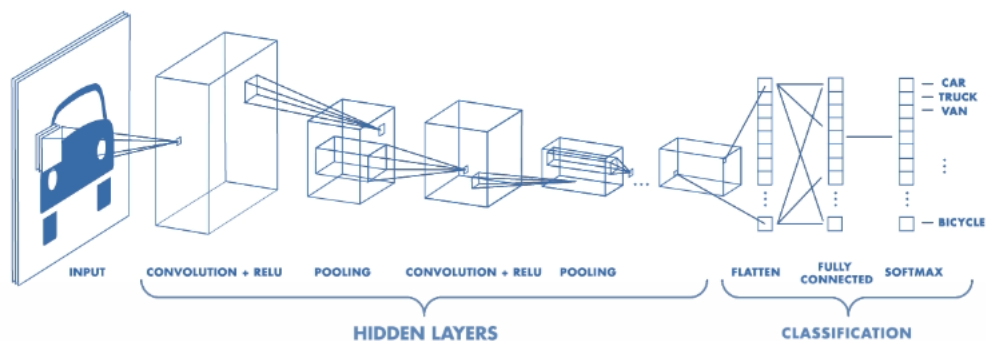 CAR
TRUCK
VAN
BICYCLE
INPUT
CONVOLUTION + RELU
POOLING
CONVOLUTION + RELU
POOLING
FLATTEN
FULLY
CONNECTED
SOFTMAX
HIDDEN LAYERS
CLASSIFICATION